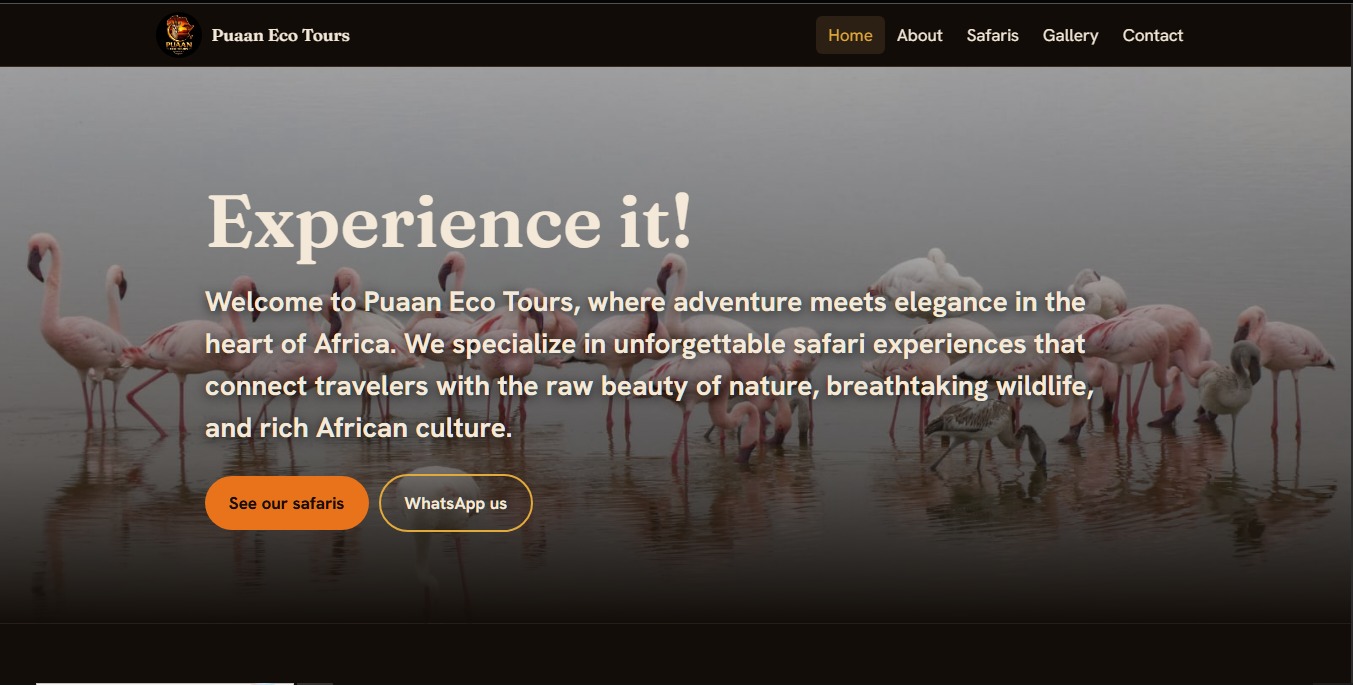 PUAAN
Puaan Eco Tours
Home
About
Safaris
Gallery
Contact
Experience it!
Welcome to Puaan Eco Tours, where adventure meets elegance in the
heart of Africa. We specialize in unforgettable safari experiences that
connect travelers with the raw beauty of nature, breathtaking wildlife,
and rich African culture.
See our safaris
WhatsApp us